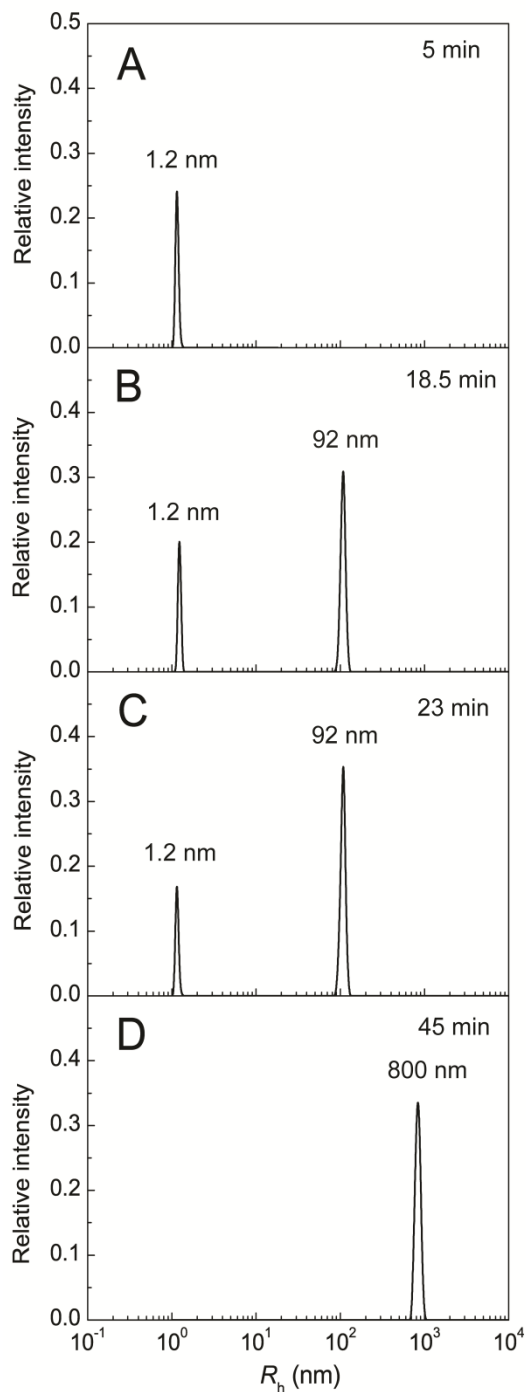 0.5
A
5 min
0.4
Relative intensity
0.3
1.2 nm
0.2
0.1
0.0
B
18.5 min
0.4
Relative intensity
92 nm
0.3
1.2 nm
0.2
0.1
0.0
C
23 min
0.4
Relative intensity
92 nm
0.3
1.2 nm
0.2
0.1
0.0
D
45 min
0.4
Relative intensity
800 nm
0.3
0.2
0.1
0.0
10⁻¹ 10⁰ 10¹ 10² 10³ 10⁴
Rₕ (nm)